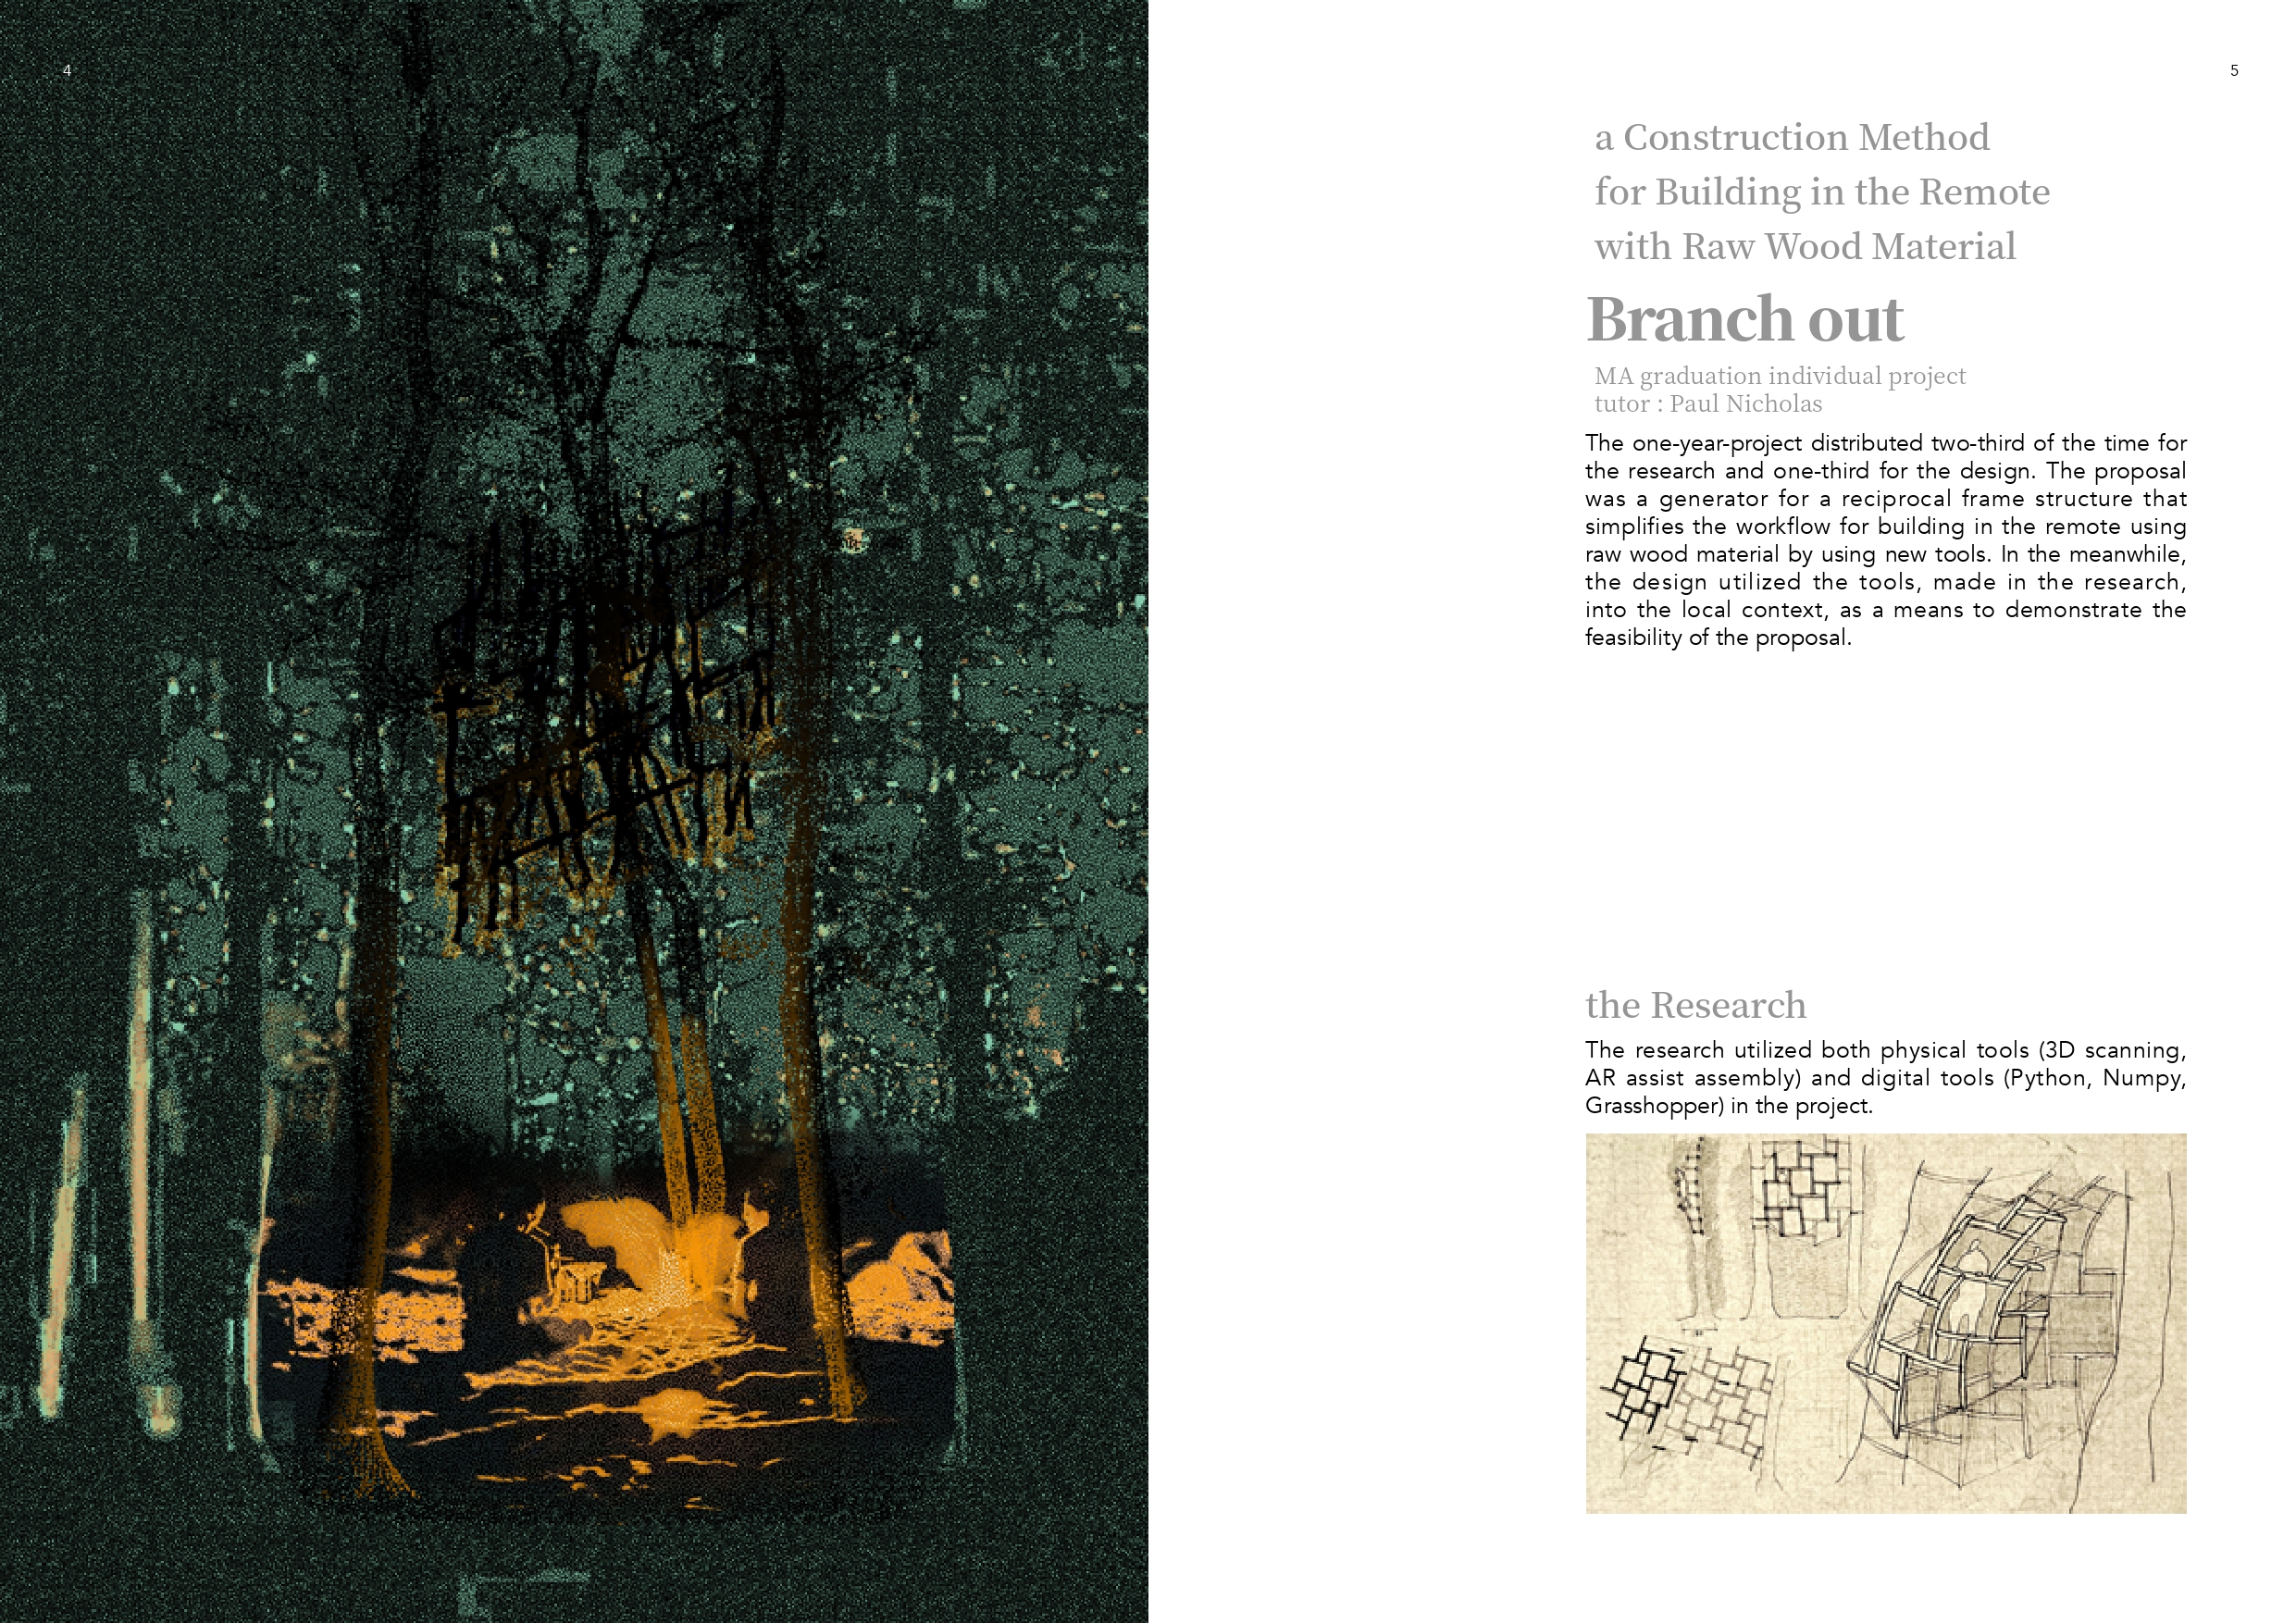 4
5
a Construction Method
for Building in the Remote
with Raw Wood Material
Branch out
MA graduation individual project
tutor : Paul Nicholas
The one-year-project distributed two-third of the time for
the research and one-third for the design. The proposal
was a generator for a reciprocal frame structure that
simplifies the workflow for building in the remote using
raw wood material by using new tools. In the meanwhile,
the design utilized the tools, made in the research,
into the local context, as a means to demonstrate the
feasibility of the proposal.
the Research
The research utilized both physical tools (3D scanning,
AR assist assembly) and digital tools (Python, Numpy,
Grasshopper) in the project.